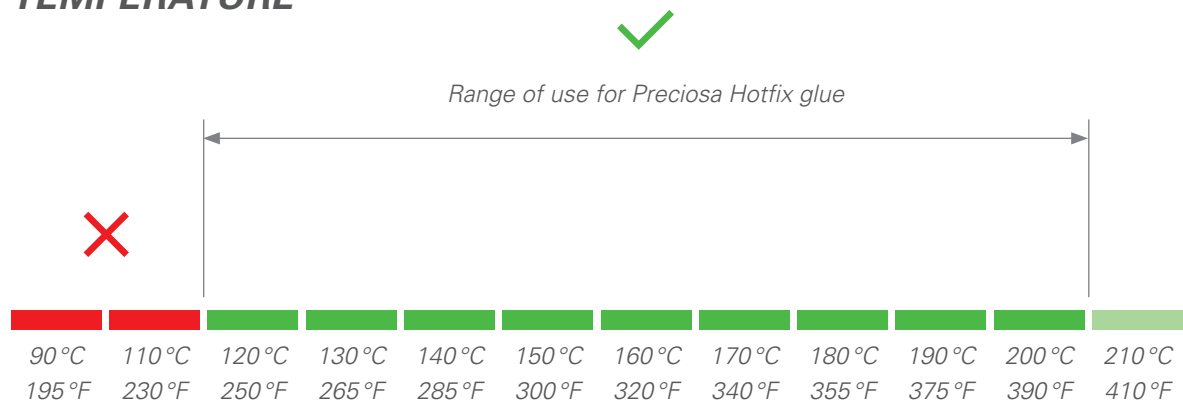 TEMPERATURE
Range of use for Preciosa Hotfix glue
90°C 110°C 120°C 130°C 140°C 150°C 160°C 170°C 180°C 190°C 200°C 210°C
195°F 230°F 250°F 265°F 285°F 300°F 320°F 340°F 355°F 375°F 390°F 410°F